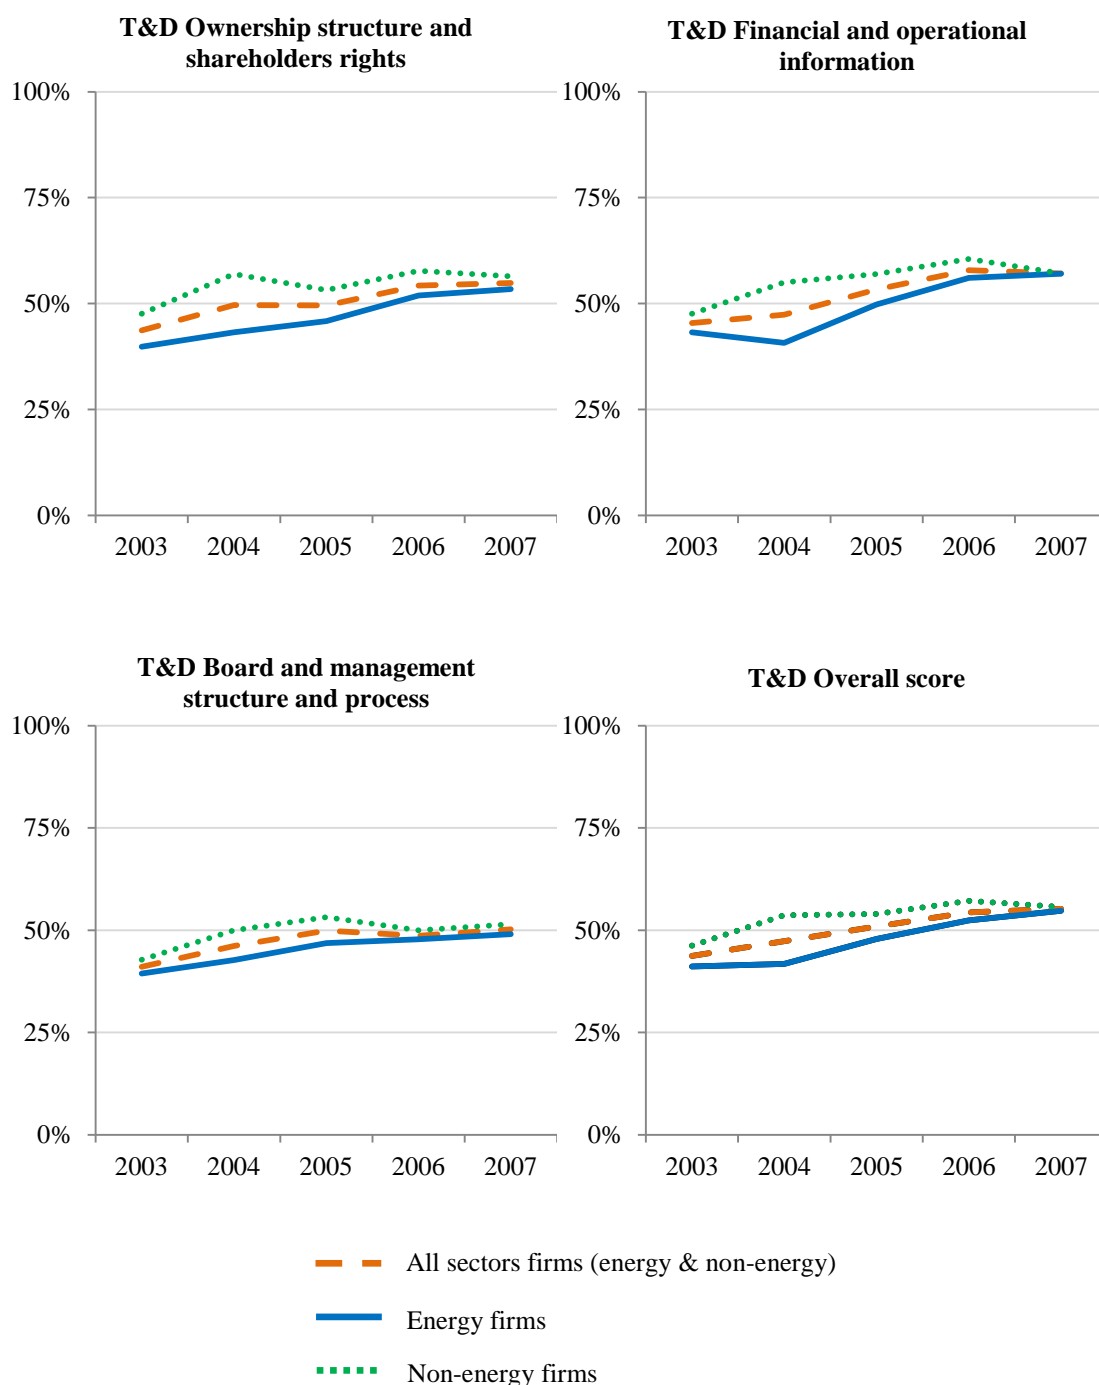 T&D Ownership structure and
shareholders rights
100%
75%
50%
25%
0%
2003 2004 2005 2006 2007
T&D Financial and operational
information
100%
75%
50%
25%
0%
2003 2004 2005 2006 2007
T&D Board and management
structure and process
100%
75%
50%
25%
0%
2003 2004 2005 2006 2007
T&D Overall score
100%
75%
50%
25%
0%
2003 2004 2005 2006 2007
All sectors firms (energy & non-energy)
Energy firms
Non-energy firms